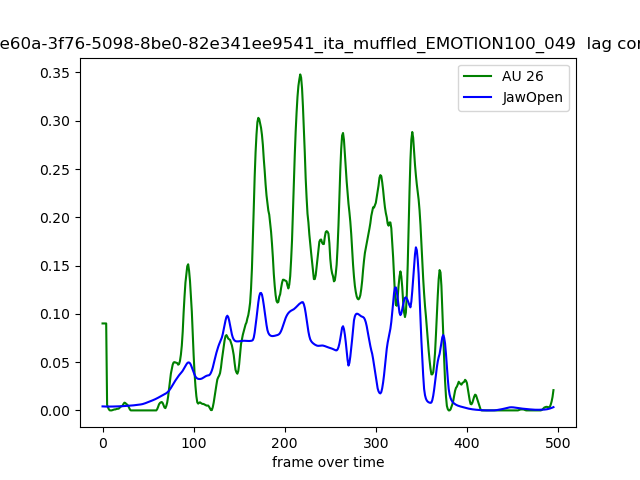 e60a-3f76-5098-8be0-82e341ee9541_ita_muffled_EMOTION100_049 lag cor
AU 26
JawOpen
0.35
0.30
0.25
0.20
0.15
0.10
0.05
0.00
0 100 200 300 400 500
frame over time